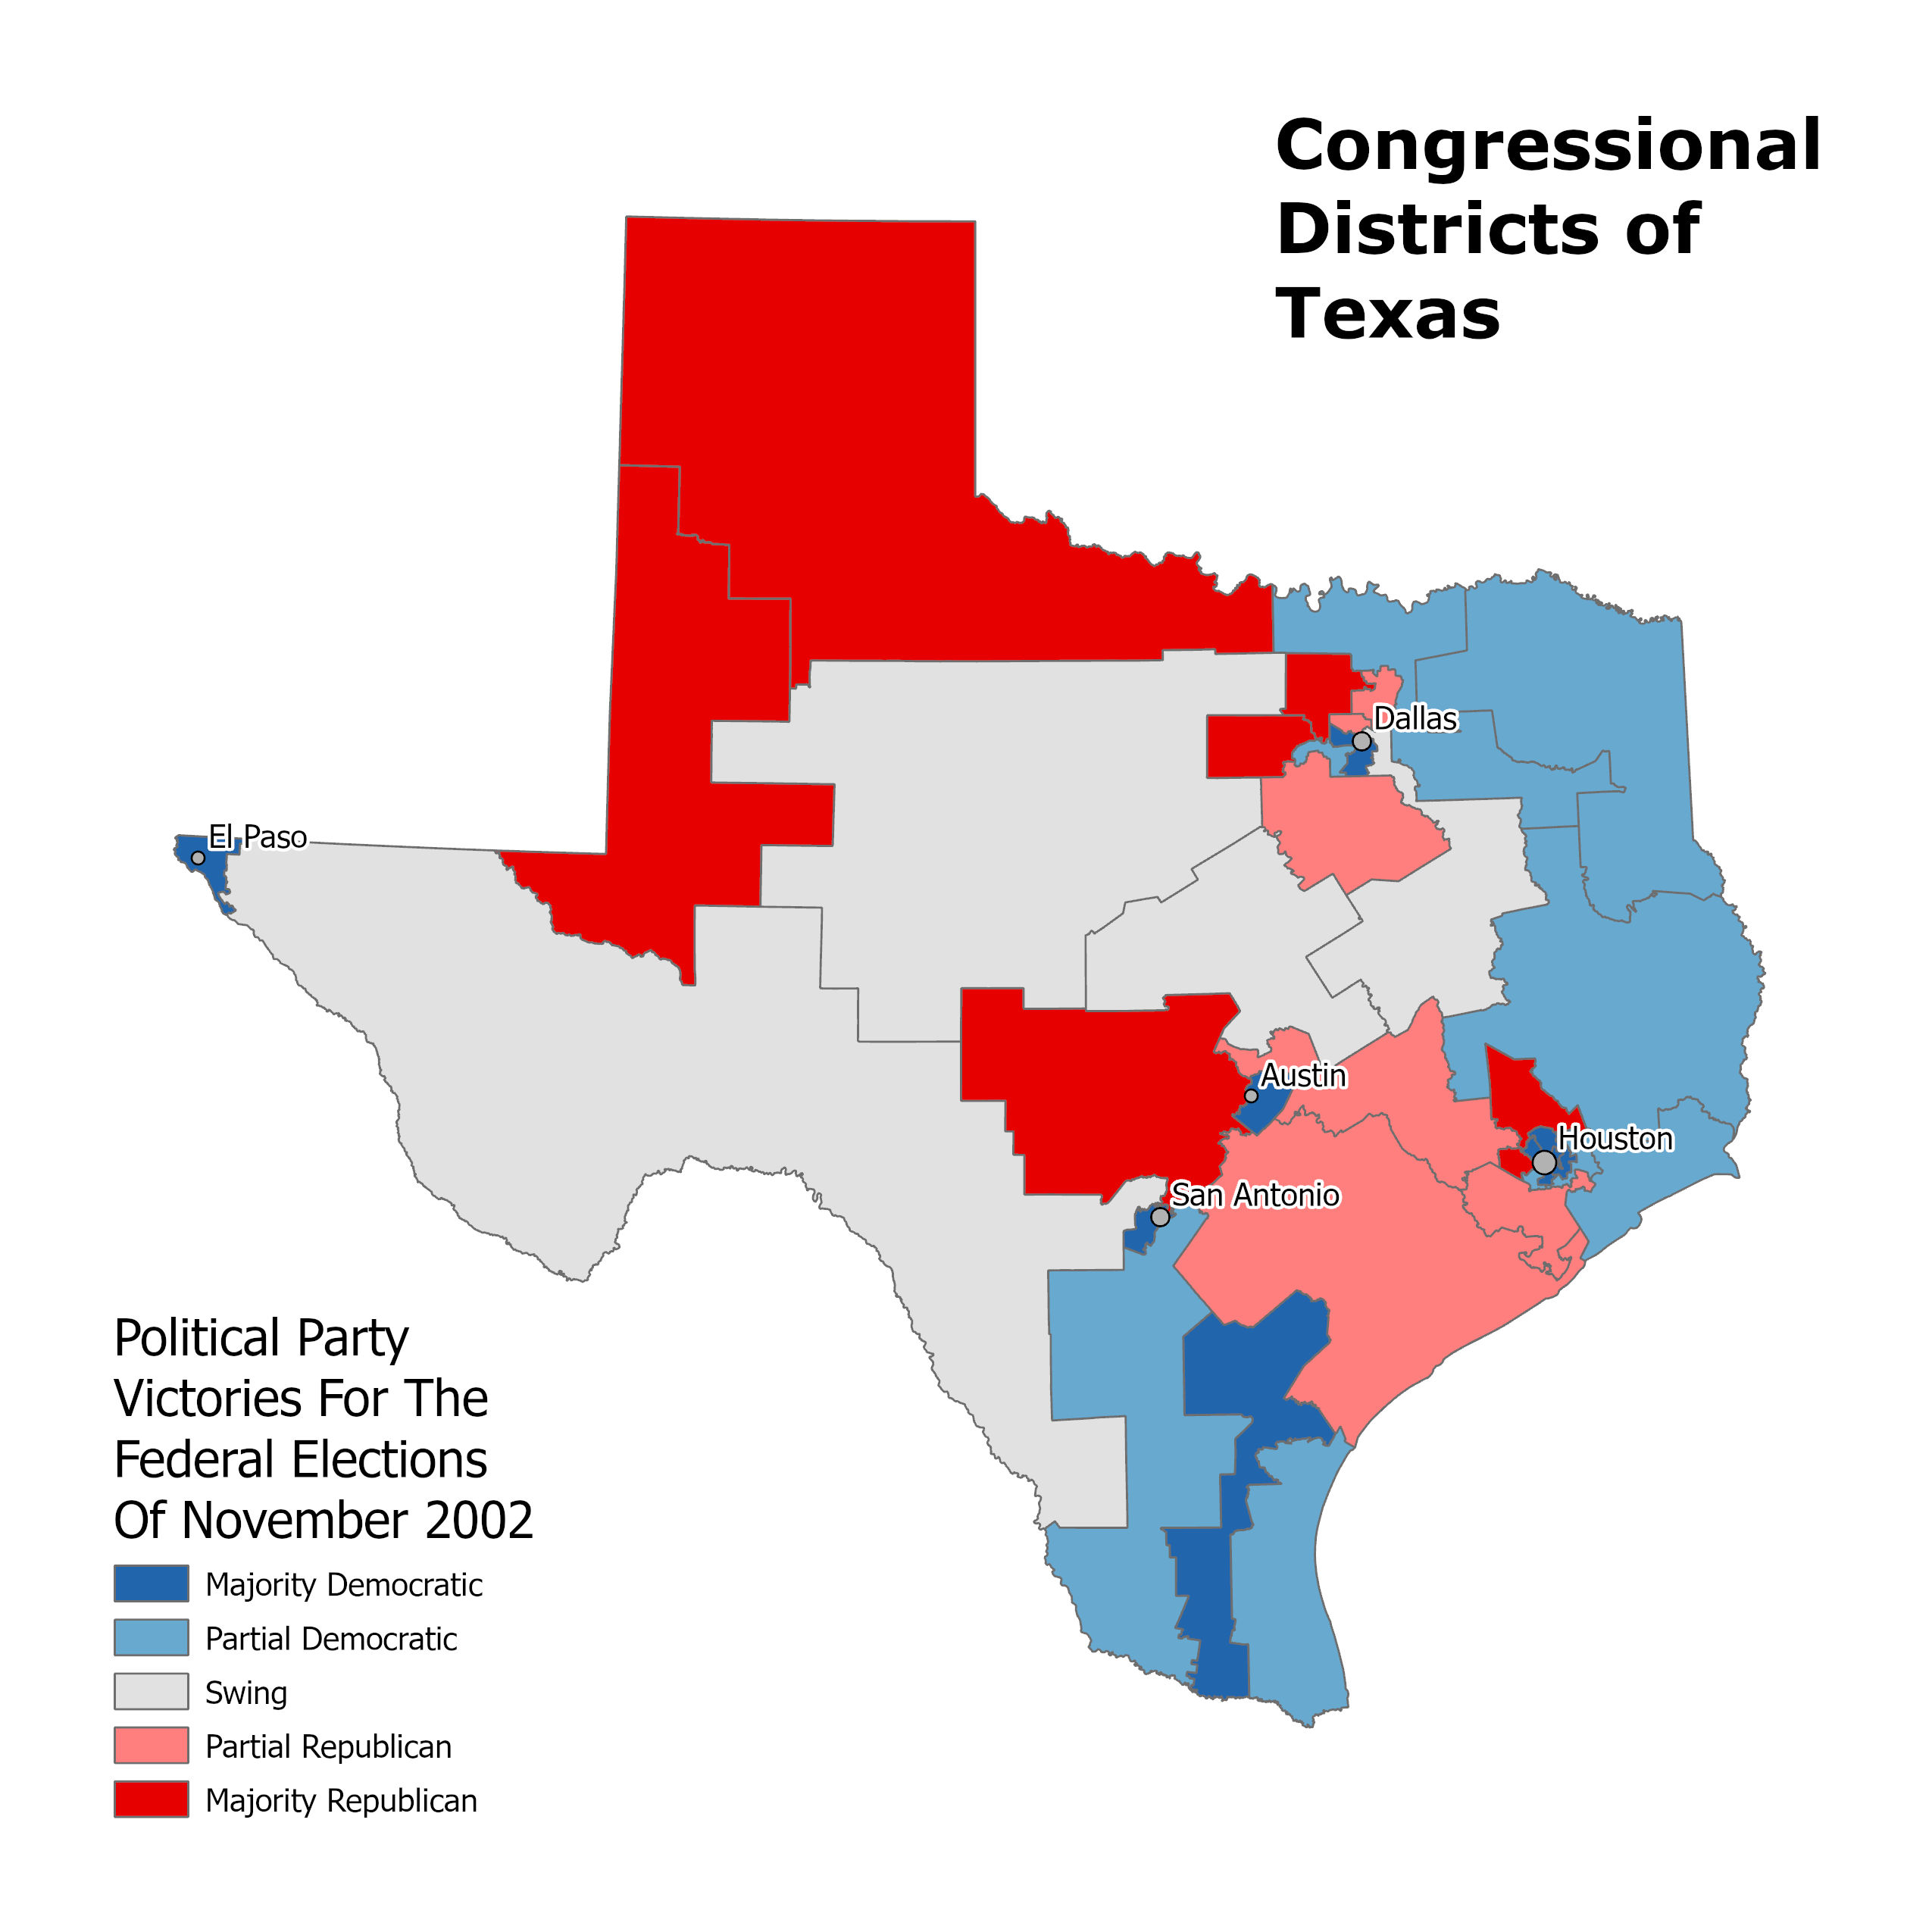 Congressional
Districts of
Texas
Dallas
El Paso
Austin
Houston
San Antonio
Political Party
Victories For The
Federal Elections
Of November 2002
Majority Democratic
Partial Democratic
Swing
Partial Republican
Majority Republican